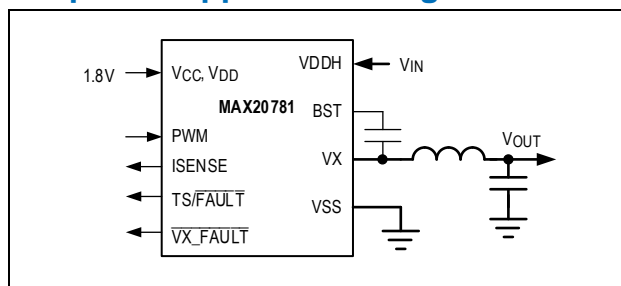 1.8V
VCC, VDD
PWM
ISENSE
TS/FAULT
VX_FAULT
MAX20781
VDDH
BST
VX
VSS
VIN
VOUT